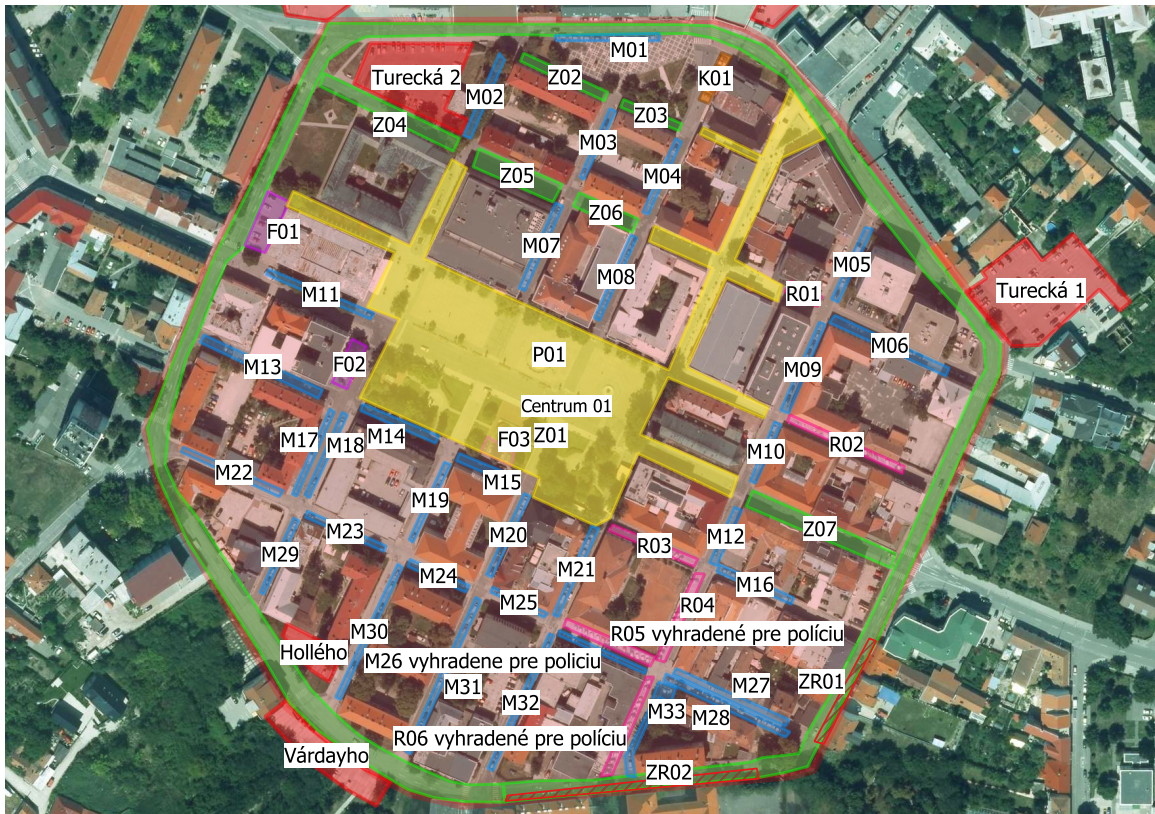 M01
Turecká 2
Z02
K01
M02
Z03
Z04
M03
Z05
M04
Z06
F01
M07
M05
M08
M11
R01
Turecká 1
M06
P01
M13
F02
M09
Centrum 01
M14
F03
Z01
M17
M18
R02
M10
M22
M15
M19
Z07
M23
M20
M12
R03
M29
M21
M24
M16
M25
R04
M30
R05 vyhradené pre políciu
Hollého
M26 vyhradene pre policiu
M31
M27
ZR01
M32
M33
M28
R06 vyhradené pre políciu
Várdayho
ZR02